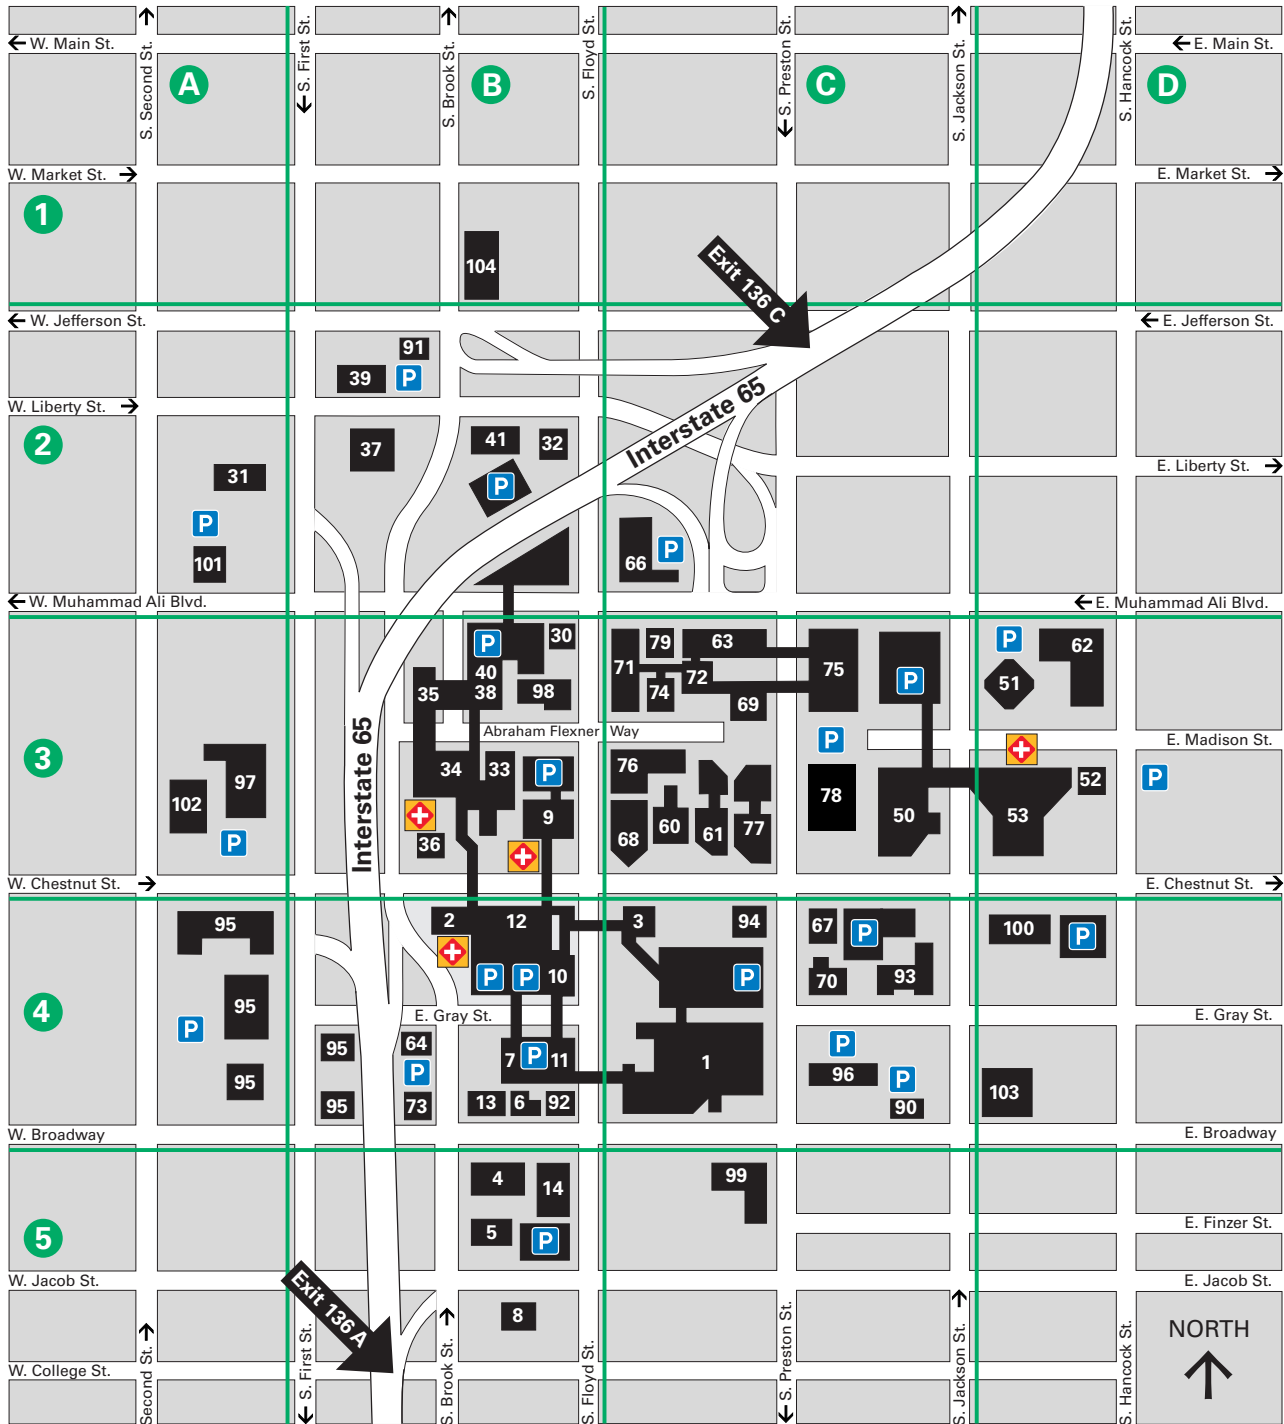 W. Main St.
S. Second St.
S. First St.
S. Brook St.
S. Floyd St.
S. Preston St.
S. Jackson St.
S. Hancock St.
E. Main St.
A
B
C
D
W. Market St.
E. Market St.
1
104
Exit 136 C
W. Jefferson St.
E. Jefferson St.
91
39
P
W. Liberty St.
Interstate 65
2
37
41
32
E. Liberty St.
31
P
P
101
66
P
W. Muhammad Ali Blvd.
E. Muhammad Ali Blvd.
P
30
79
63
P
62
40
71
72
75
P
51
35
38
98
74
69
Abraham Flexner Way
P
E. Madison St.
Interstate 65
3
97
34
33
P
76
P
52
102
78
50
53
36
9
68
60
61
77
P
W. Chestnut St.
E. Chestnut St.
95
2
12
3
94
67
P
100
P
P
P
10
P
70
93
4
95
P
E. Gray St.
E. Gray St.
95
64
7
P
11
1
P
95
P
96
P
103
95
73
13
6
92
90
W. Broadway
E. Broadway
4
14
99
5
5
P
E. Finzer St.
W. Jacob St.
E. Jacob St.
Exit 136 A
8
NORTH
W. College St.
Second St.
S. First St.
S. Brook St.
S. Floyd St.
S. Preston St.
S. Jackson St.
S. Hancock St.